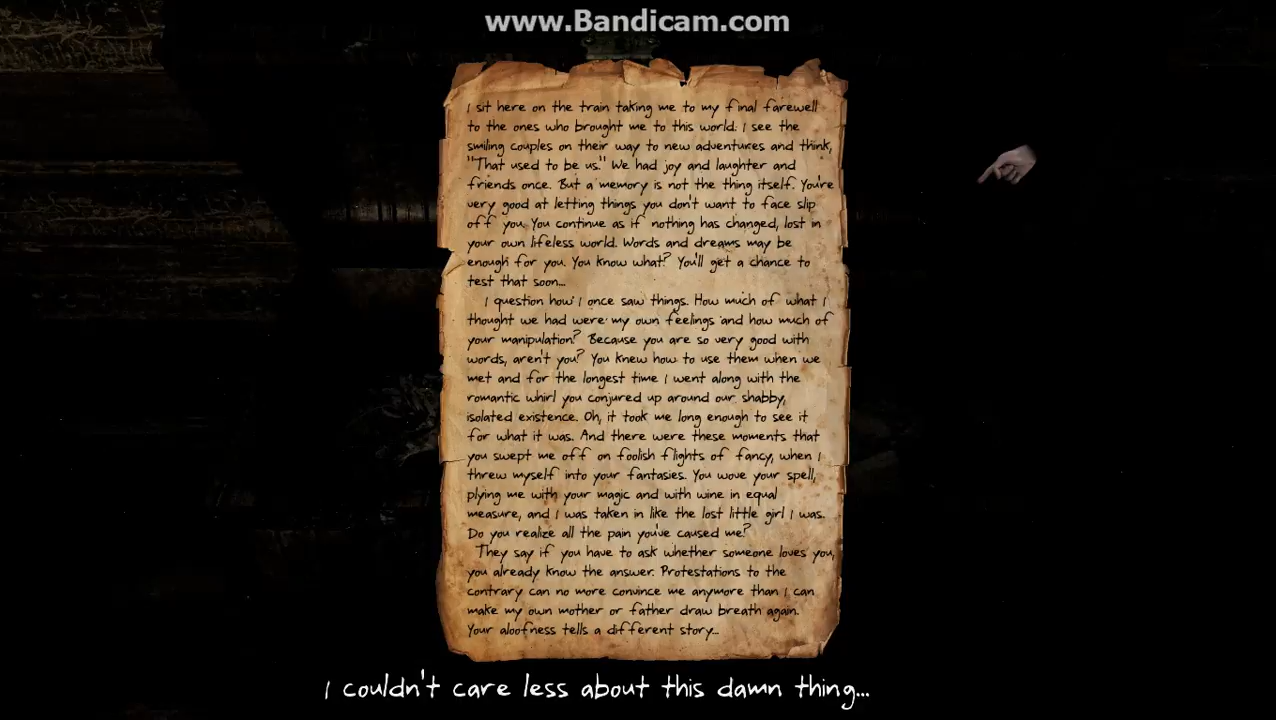 www.Bandicam.com
I sit here on the train taking me to my final farewell
to the ones who brought me to this world. I see the
smiling couples on their way to new adventures and think,
"That used to be us." We had joy and laughter and
friends once. But a memory is not the thing itself. You're
very good at letting things you don't want to face slip
off you. You continue as if nothing has changed, lost in
your own lifeless world. Words and dreams may be
enough for you. You know what? You'll get a chance to
test that soon...
I question how I once saw things. How much of what I
thought we had were my own feelings and how much of
your manipulation? Because you are so very good with
words, aren't you? You knew how to use them when we
met and for the longest time I went along with the
romantic whirl you conjured up around our shabby,
isolated existence. Oh, it took me long enough to see it
for what it was. And there were these moments that
you swept me off on foolish flights of fancy, when I
threw myself into your fantasies. You wove your spell,
plying me with your magic and with wine in equal
measure, and I was taken in like the lost little girl I was.
Do you realize all the pain you've caused me?
They say if you have to ask whether someone loves you,
you already know the answer. Protestations to the
contrary can no more convince me anymore than I can
make my own mother or father draw breath again.
Your aloofness tells a different story...
I couldn't care less about this damn thing...